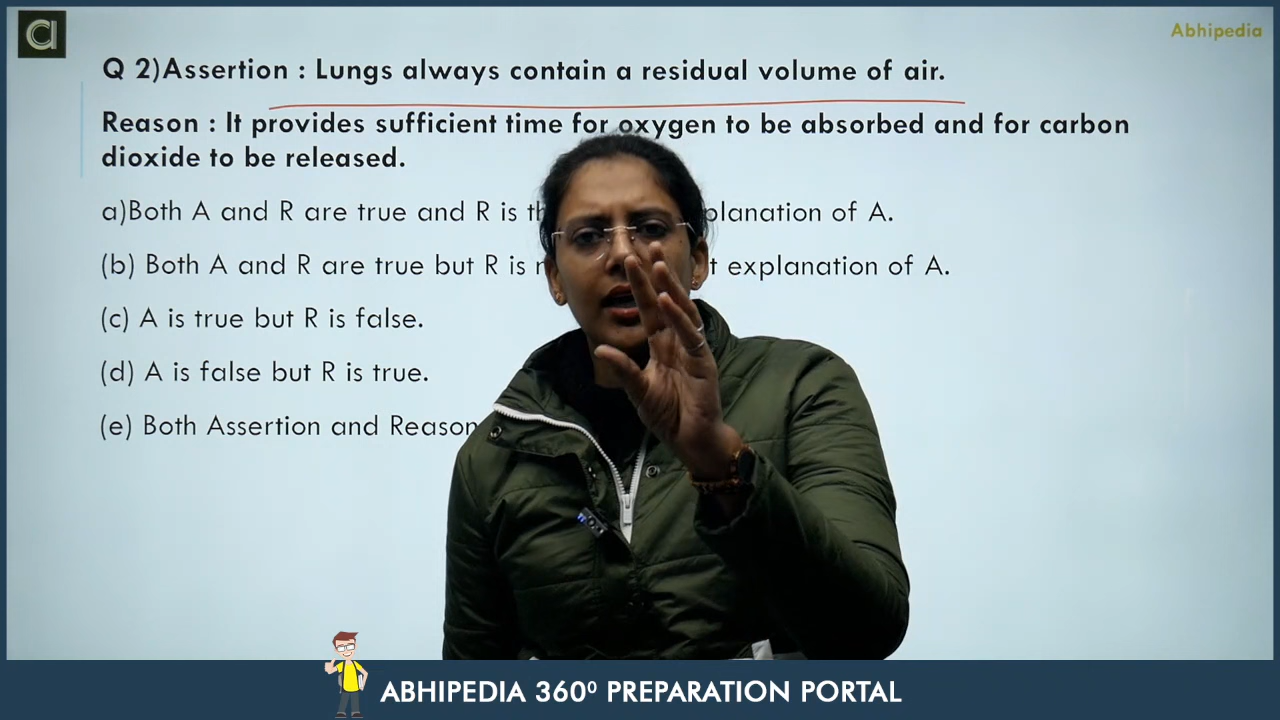 Abhipedia
Q 2)Assertion : Lungs always contain a residual volume of air.
Reason : It provides sufficient time for oxygen to be absorbed and for carbon
dioxide to be released.
a)Both A and R are true and R is planation of A.
(b) Both A and R are true but R is explanation of A.
(c) A is true but R is false.
(d) A is false but R is true.
(e) Both Assertion and Reason
ABHIPEDIA 360⁰ PREPARATION PORTAL